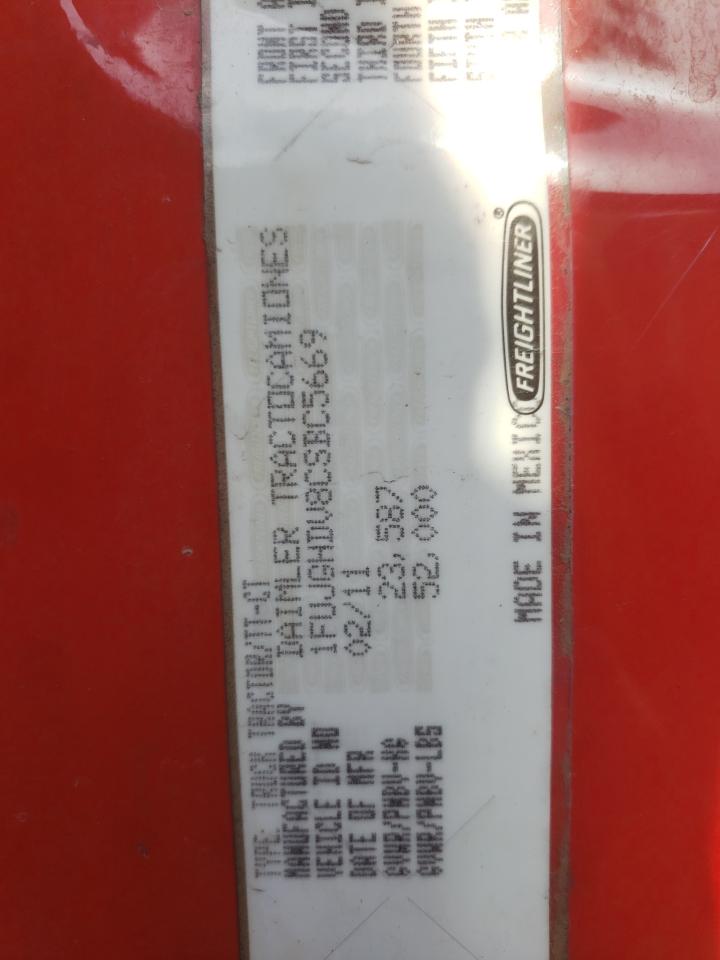 TYPE: TRUCK TRACTOR/TT-CT
MANUFACTURED BY DAIMLER TRACTOCAMIONES
VEHICLE ID NO 1FUJGHDV8CSBC5669
DATE OF MFR 02/11
GVWR/PNBV-KG 23, 587
GVWR/PNBV-LBS 52, 000
MADE IN MEXICO
FREIGHTLINER®
FRONT
FIRST
SECOND
THIRD
FOURTH
FIFTH
SIXTH